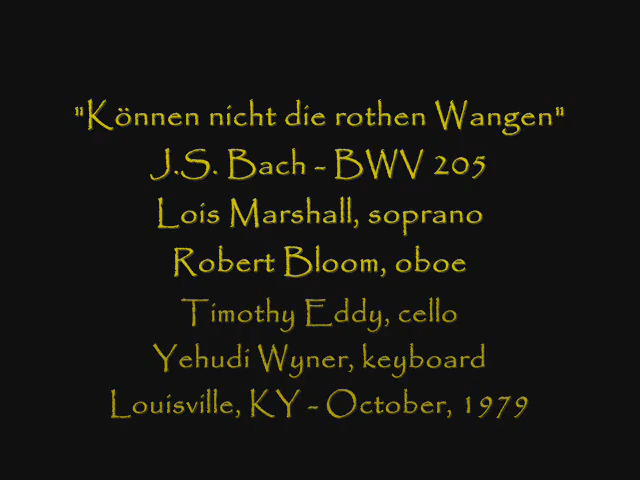 "Können nicht die rothen Wangen"
J.S. Bach - BWV 205
Lois Marshall, soprano
Robert Bloom, oboe
Timothy Eddy, cello
Yehudi Wyner, keyboard
Louisville, KY - October, 1979